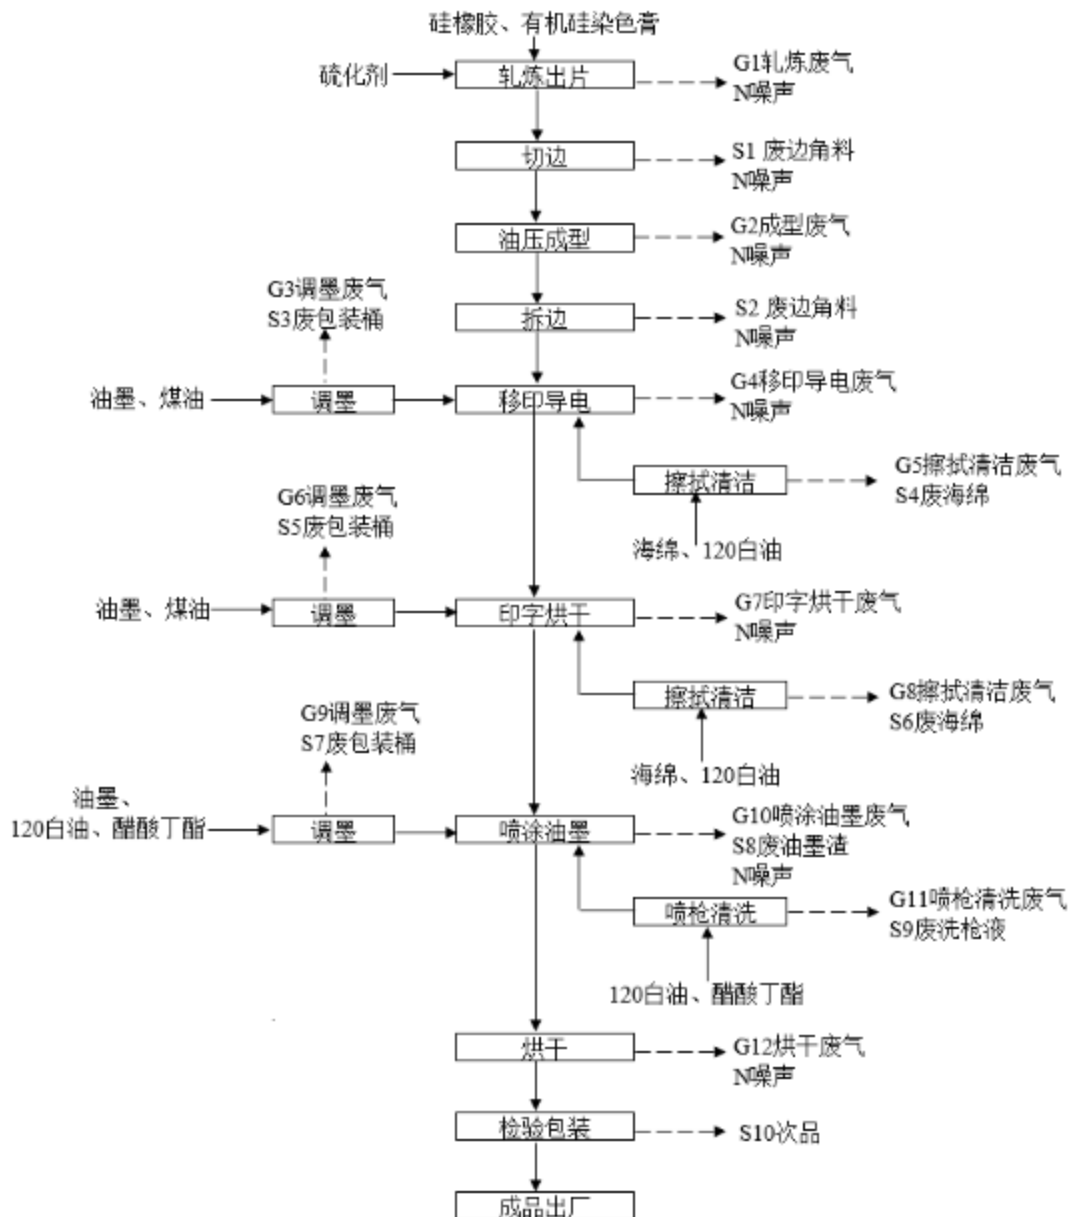 硅橡胶、有机硅染色膏
硫化剂
轧炼出片
G1轧炼废气
N噪声
切边
S1 废边角料
N噪声
油压成型
G2成型废气
N噪声
G3调墨废气
S3废包装桶
拆边
S2 废边角料
N噪声
油墨、煤油
调墨
移印导电
G4移印导电废气
N噪声
擦拭清洁
G5擦拭清洁废气
S4废海绵
海绵、120白油
G6调墨废气
S5废包装桶
油墨、煤油
调墨
印字烘干
G7印字烘干废气
N噪声
擦拭清洁
G8擦拭清洁废气
S6废海绵
海绵、120白油
G9调墨废气
S7废包装桶
油墨、
120白油、醋酸丁酯
调墨
喷涂油墨
G10喷涂油墨废气
S8废油墨渣
N噪声
喷枪清洗
G11喷枪清洗废气
S9废洗枪液
120白油、醋酸丁酯
烘干
G12烘干废气
N噪声
检验包装
S10次品
成品出厂